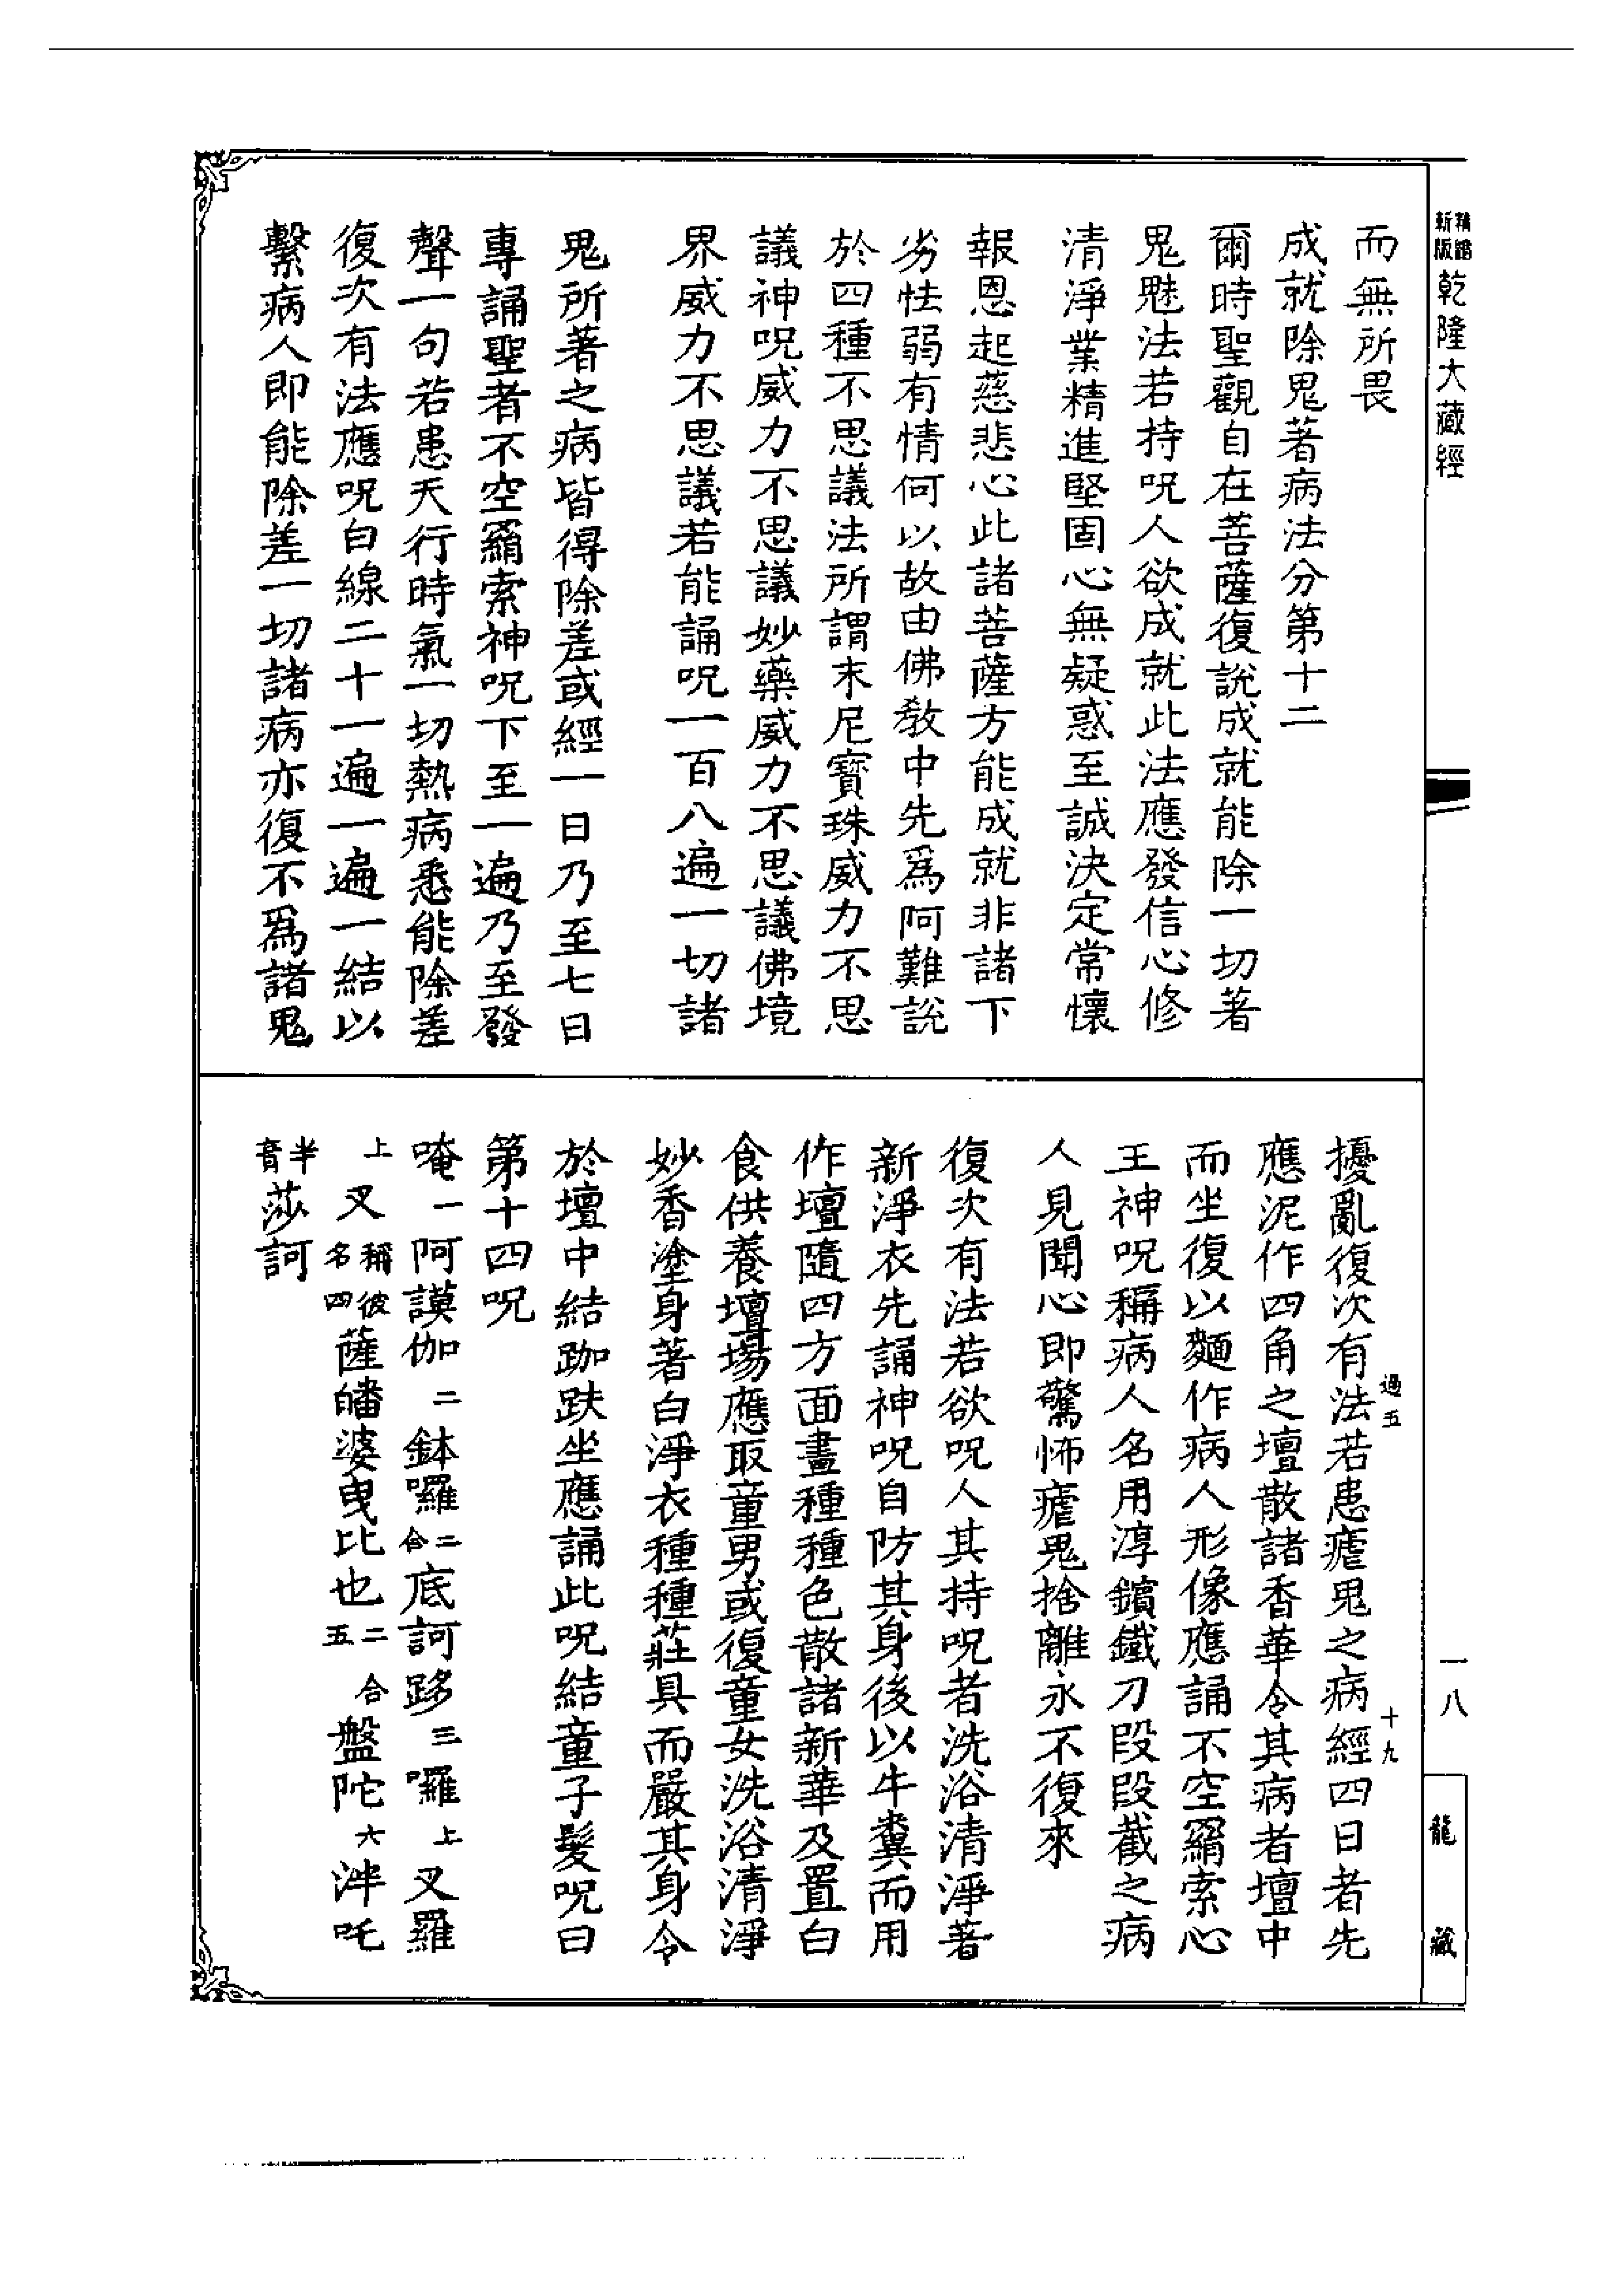 精譜新版 乾隆大藏經
而無所畏
成就除鬼著病法分第十二
爾時聖觀自在菩薩復說成就能除一切著
鬼魅法若持呪人欲成就此法應發信心修
清淨業精進堅固心無疑惑至誠決定常懷
報恩起慈悲心此諸菩薩方能成就非諸下
劣怯弱有情何以故由佛教中先爲阿難說
於四種不思議法所謂末尼寶珠威力不思
議神呪威力不思議妙藥威力不思議佛境
界威力不思議若能誦呪一百八遍一切諸
鬼所著之病皆得除差或經一日乃至七日
專誦聖者不空羂索神呪下至一遍乃至發
聲一句若患天行時氣一切熱病悉能除差
復次有法應呪白線二十一遍一遍一結以
繫病人即能除差一切諸病亦復不爲諸鬼
一八
龍藏
過五 十九
擾亂復次有法若患瘧鬼之病經四日者先
應泥作四角之壇散諸香華令其病者壇中
而坐復以麵作病人形像應誦不空羂索心
王神呪稱病人名用淳鑌鐵刀段段截之病
人見聞心即驚怖瘧鬼捨離永不復來
復次有法若欲呪人其持呪者洗浴清淨著
新淨衣先誦神呪自防其身後以牛糞而用
作壇隨四方面畫種種色散諸新華及置白
食供養壇場應取童男或復童女洗浴清淨
妙香塗身著白淨衣種種莊具而嚴其身令
於壇中結跏趺坐應誦此呪結童子髮呪曰
第十四呪
唵一阿謨伽二鉢囉二合底訶跢三囉上叉羅
上叉稱彼名四薩皤婆曳比也二合五盤陀六泮吒
半音莎訶